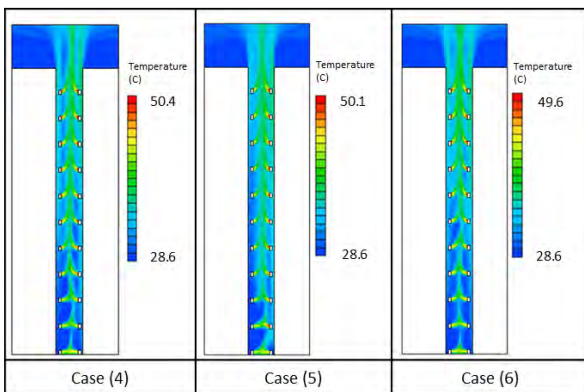 Temperature
(C)
50.4
28.6
Temperature
(C)
50.1
28.6
Temperature
(C)
49.6
28.6
Case (4)
Case (5)
Case (6)